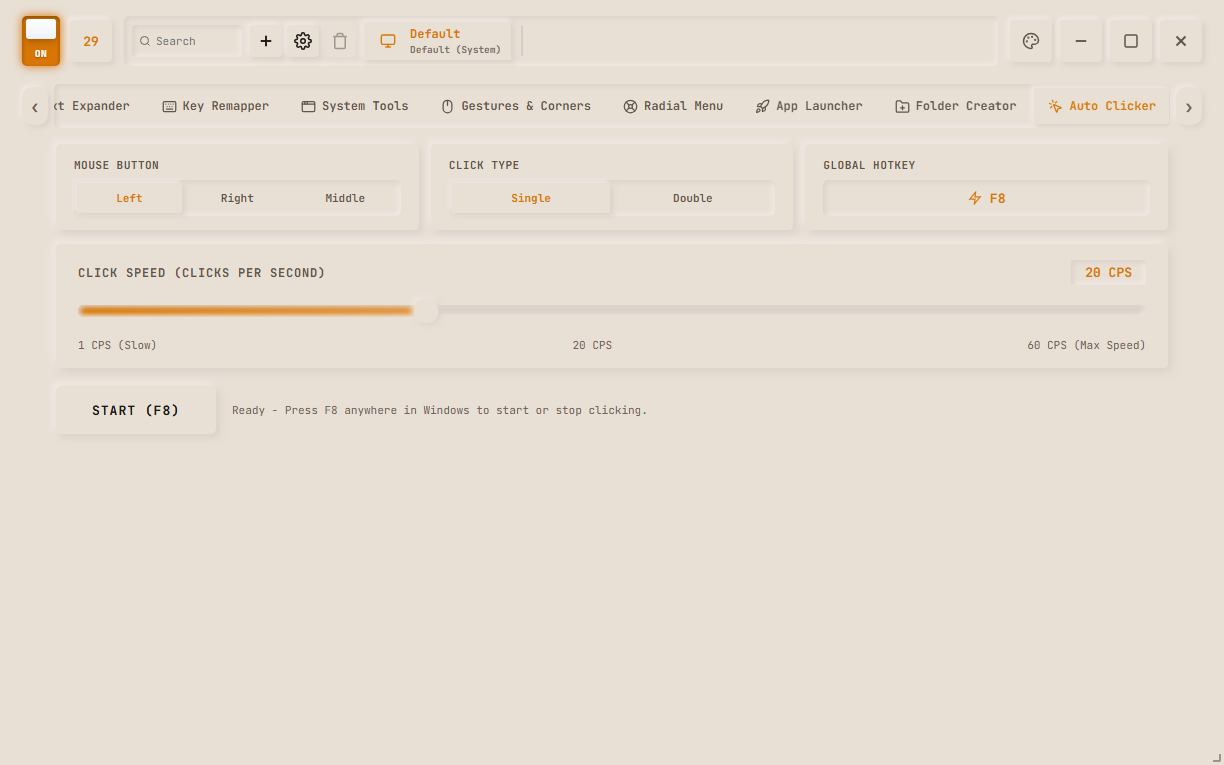 ON
29
Search
Default
Default (System)
Expander
Key Remapper
System Tools
Gestures & Corners
Radial Menu
App Launcher
Folder Creator
Auto Clicker
MOUSE BUTTON
Left
Right
Middle
CLICK TYPE
Single
Double
GLOBAL HOTKEY
F8
CLICK SPEED (CLICKS PER SECOND)
20 CPS
1 CPS (Slow)
20 CPS
60 CPS (Max Speed)
START (F8)
Ready - Press F8 anywhere in Windows to start or stop clicking.